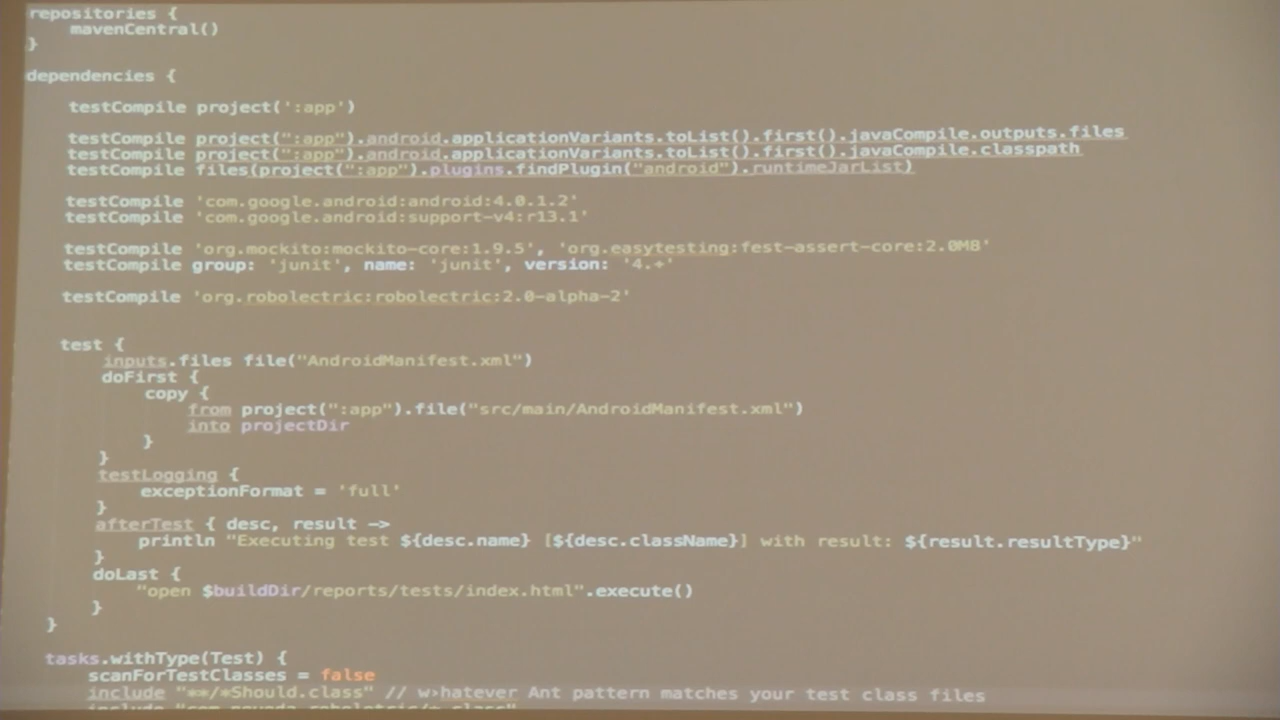 repositories {
mavenCentral()
}
dependencies {
testCompile project(':app')
testCompile project(":app").android.applicationVariants.toList().first().javaCompile.outputs.files
testCompile project(":app").android.applicationVariants.toList().first().javaCompile.classpath
testCompile files(project(":app").plugins.findPlugin("android").runtimeJarList)
testCompile 'com.google.android:android:4.0.1.2'
testCompile 'com.google.android:support-v4:r13.1'
testCompile 'org.mockito:mockito-core:1.9.5', 'org.easytesting:fest-assert-core:2.0M8'
testCompile group: 'junit', name: 'junit', version: '4.+'
testCompile 'org.robolectric:robolectric:2.0-alpha-2'
test {
inputs.files file("AndroidManifest.xml")
doFirst {
copy {
from project(":app").file("src/main/AndroidManifest.xml")
into projectDir
}
}
testLogging {
exceptionFormat = 'full'
}
afterTest { desc, result ->
println "Executing test ${desc.name} [${desc.className}] with result: ${result.resultType}"
}
doLast {
"open $buildDir/reports/tests/index.html".execute()
}
}
tasks.withType(Test) {
scanForTestClasses = false
include "**/*Should.class" // w>hatever Ant pattern matches your test class files
include